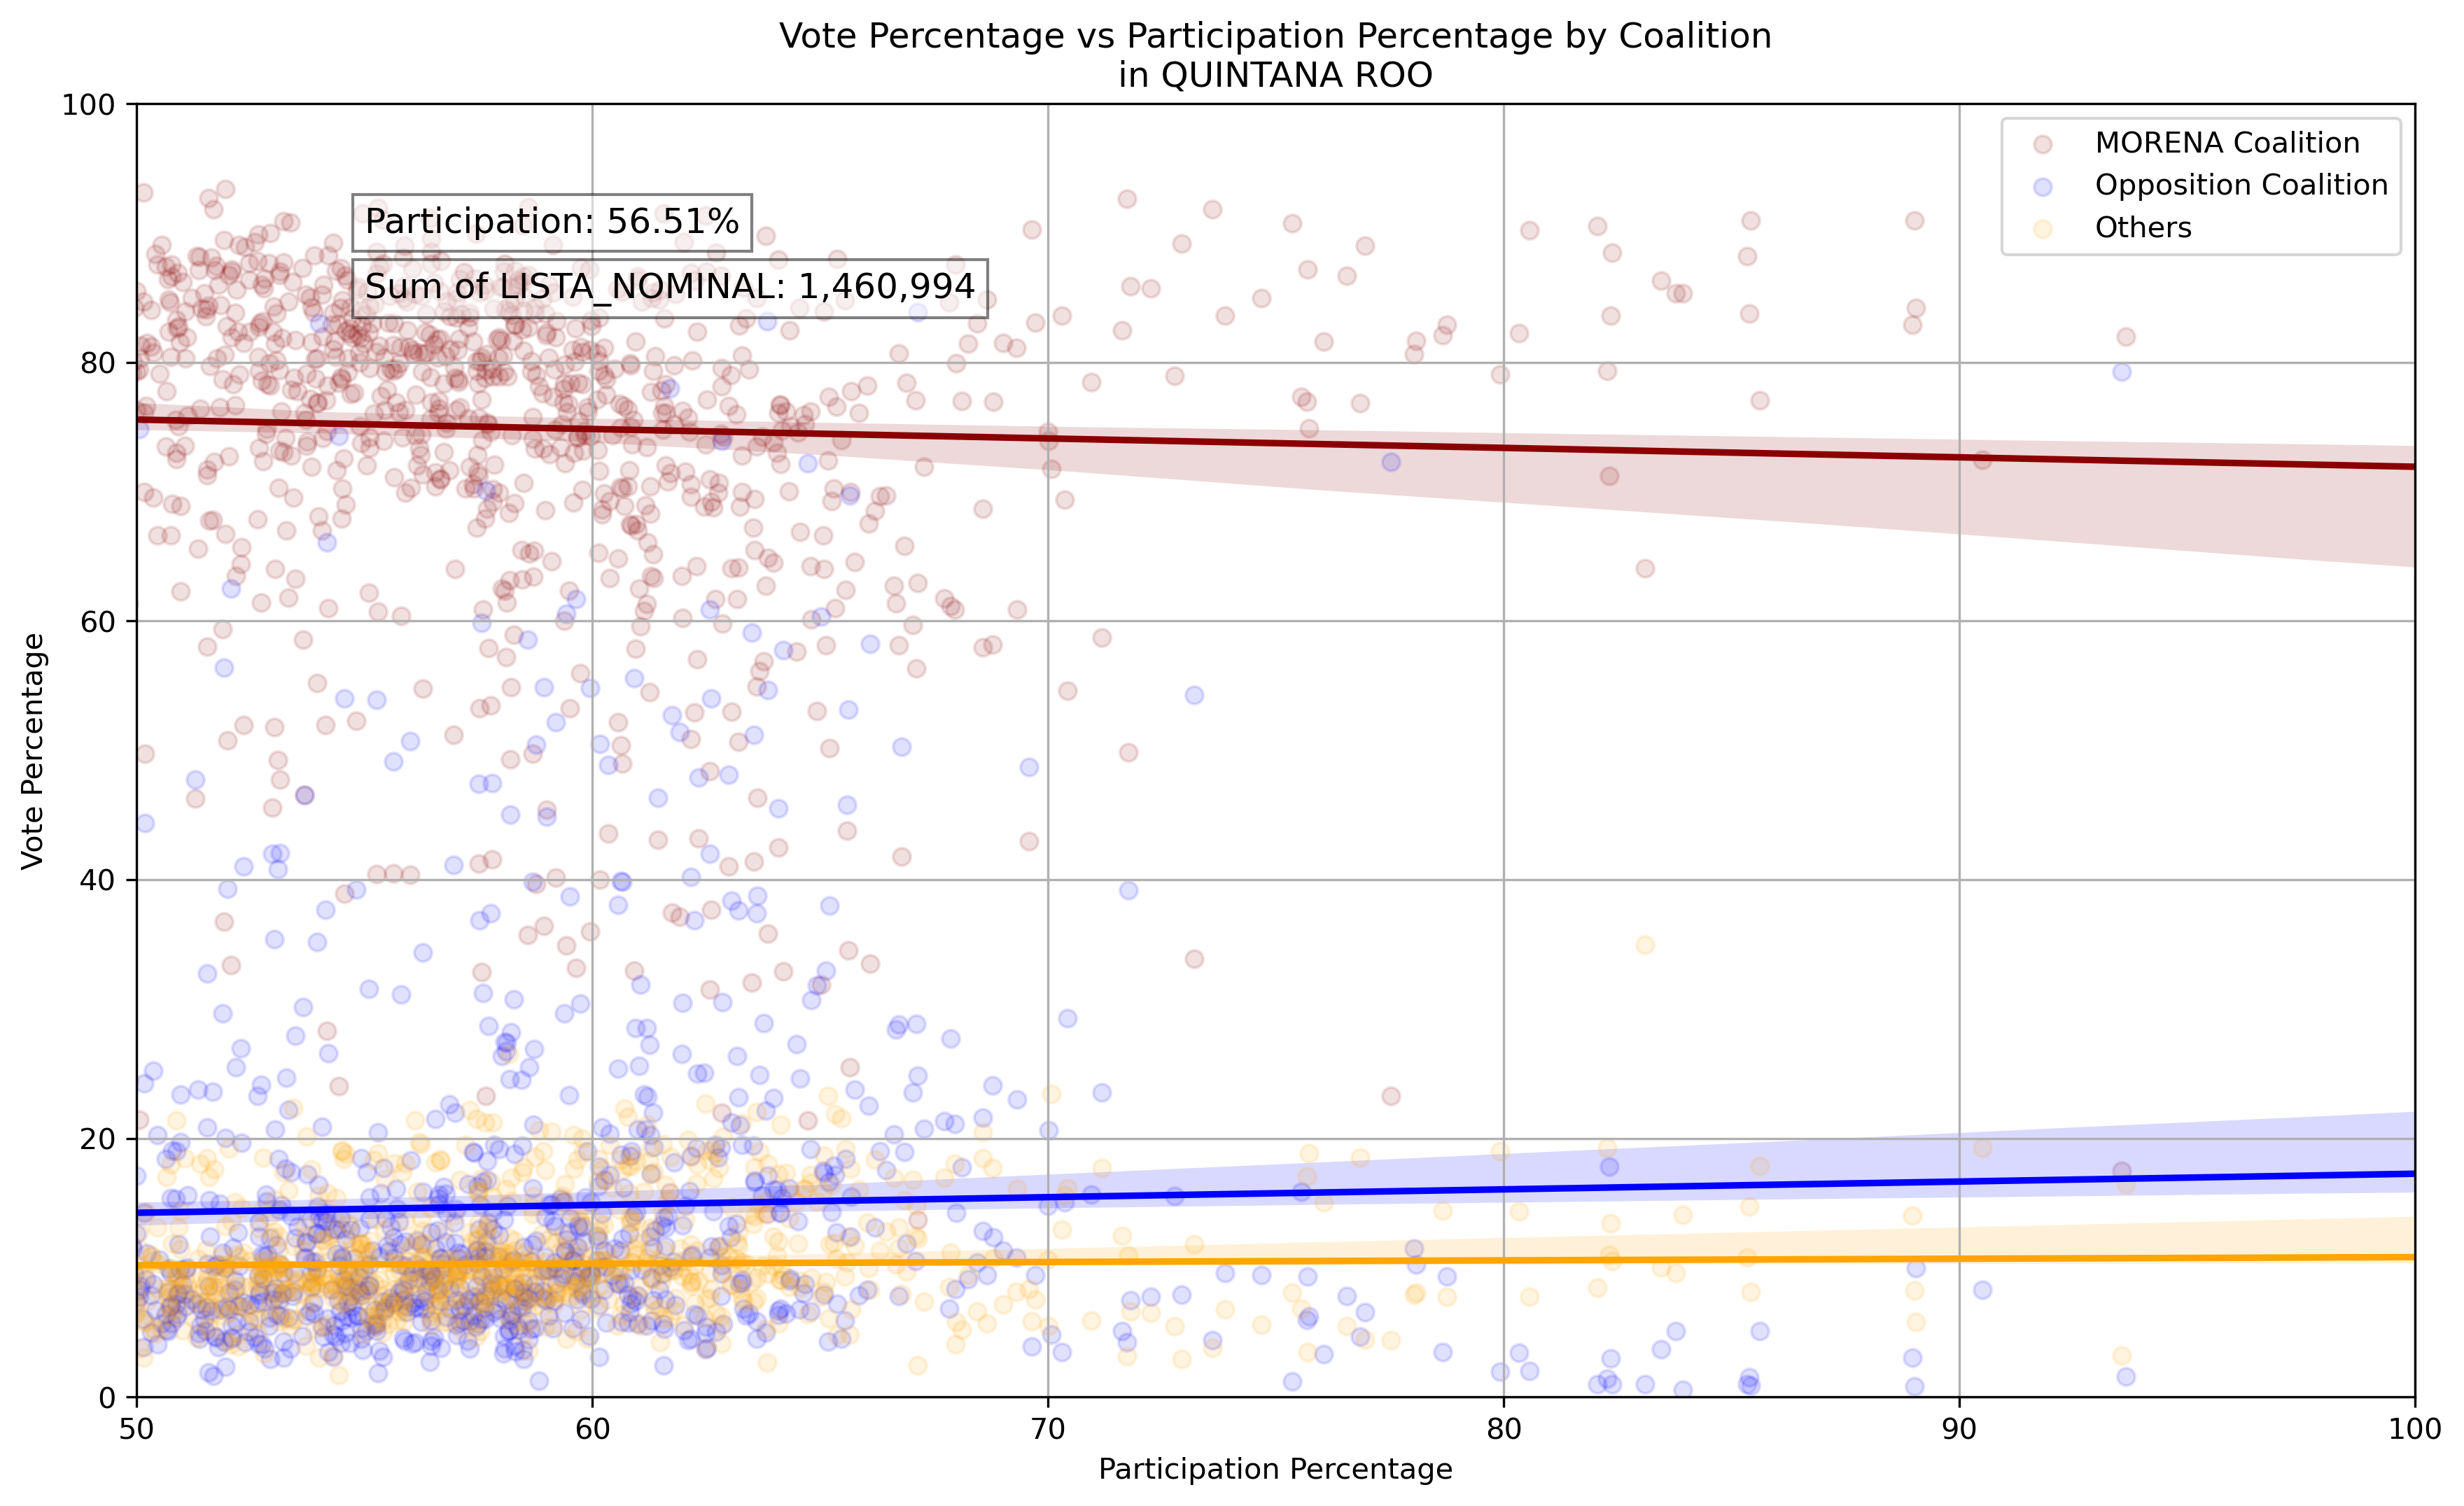 Vote Percentage vs Participation Percentage by Coalition
in QUINTANA ROO
100
80
60
40
20
0
Vote Percentage
Participation: 56.51%
Sum of LISTA_NOMINAL: 1,460,994
MORENA Coalition
Opposition Coalition
Others
50
60
70
80
90
100
Participation Percentage